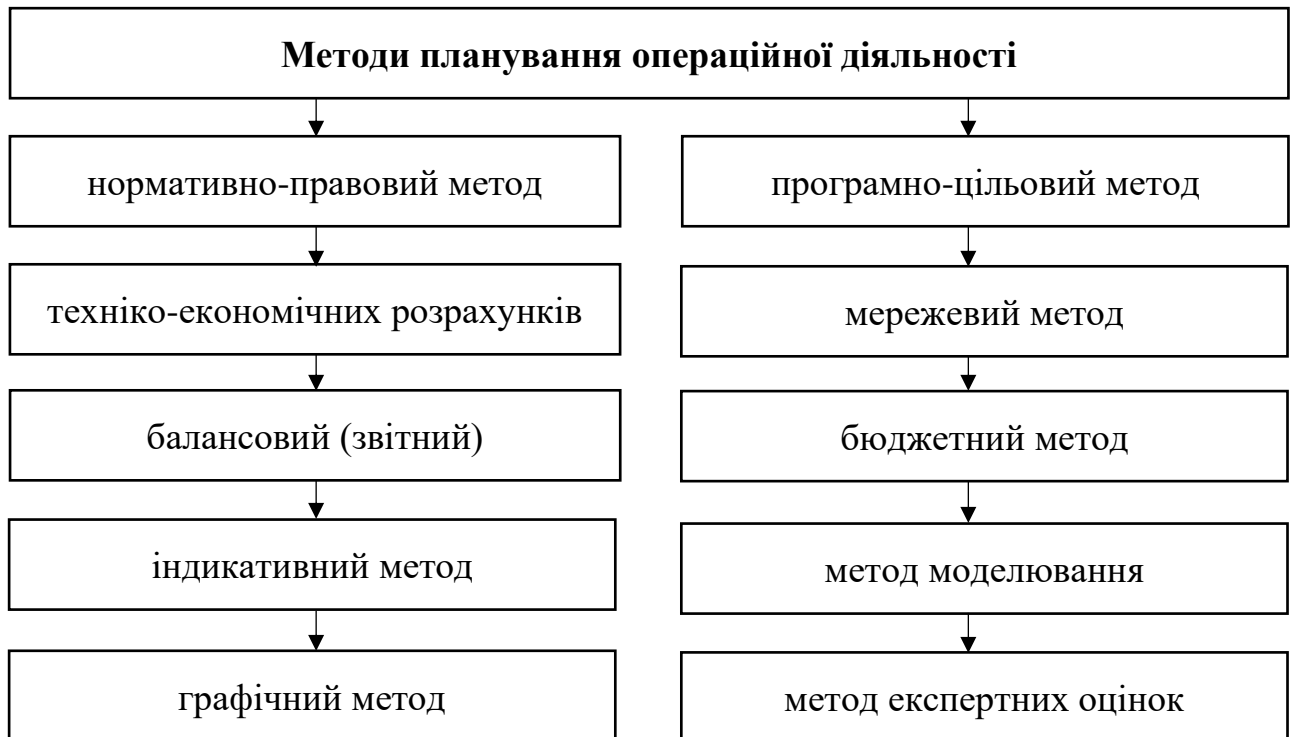 Методи планування операційної діяльності
нормативно-правовий метод
техніко-економічних розрахунків
балансовий (звітний)
індикативний метод
графічний метод
програмно-цільовий метод
мережевий метод
бюджетний метод
метод моделювання
метод експертних оцінок